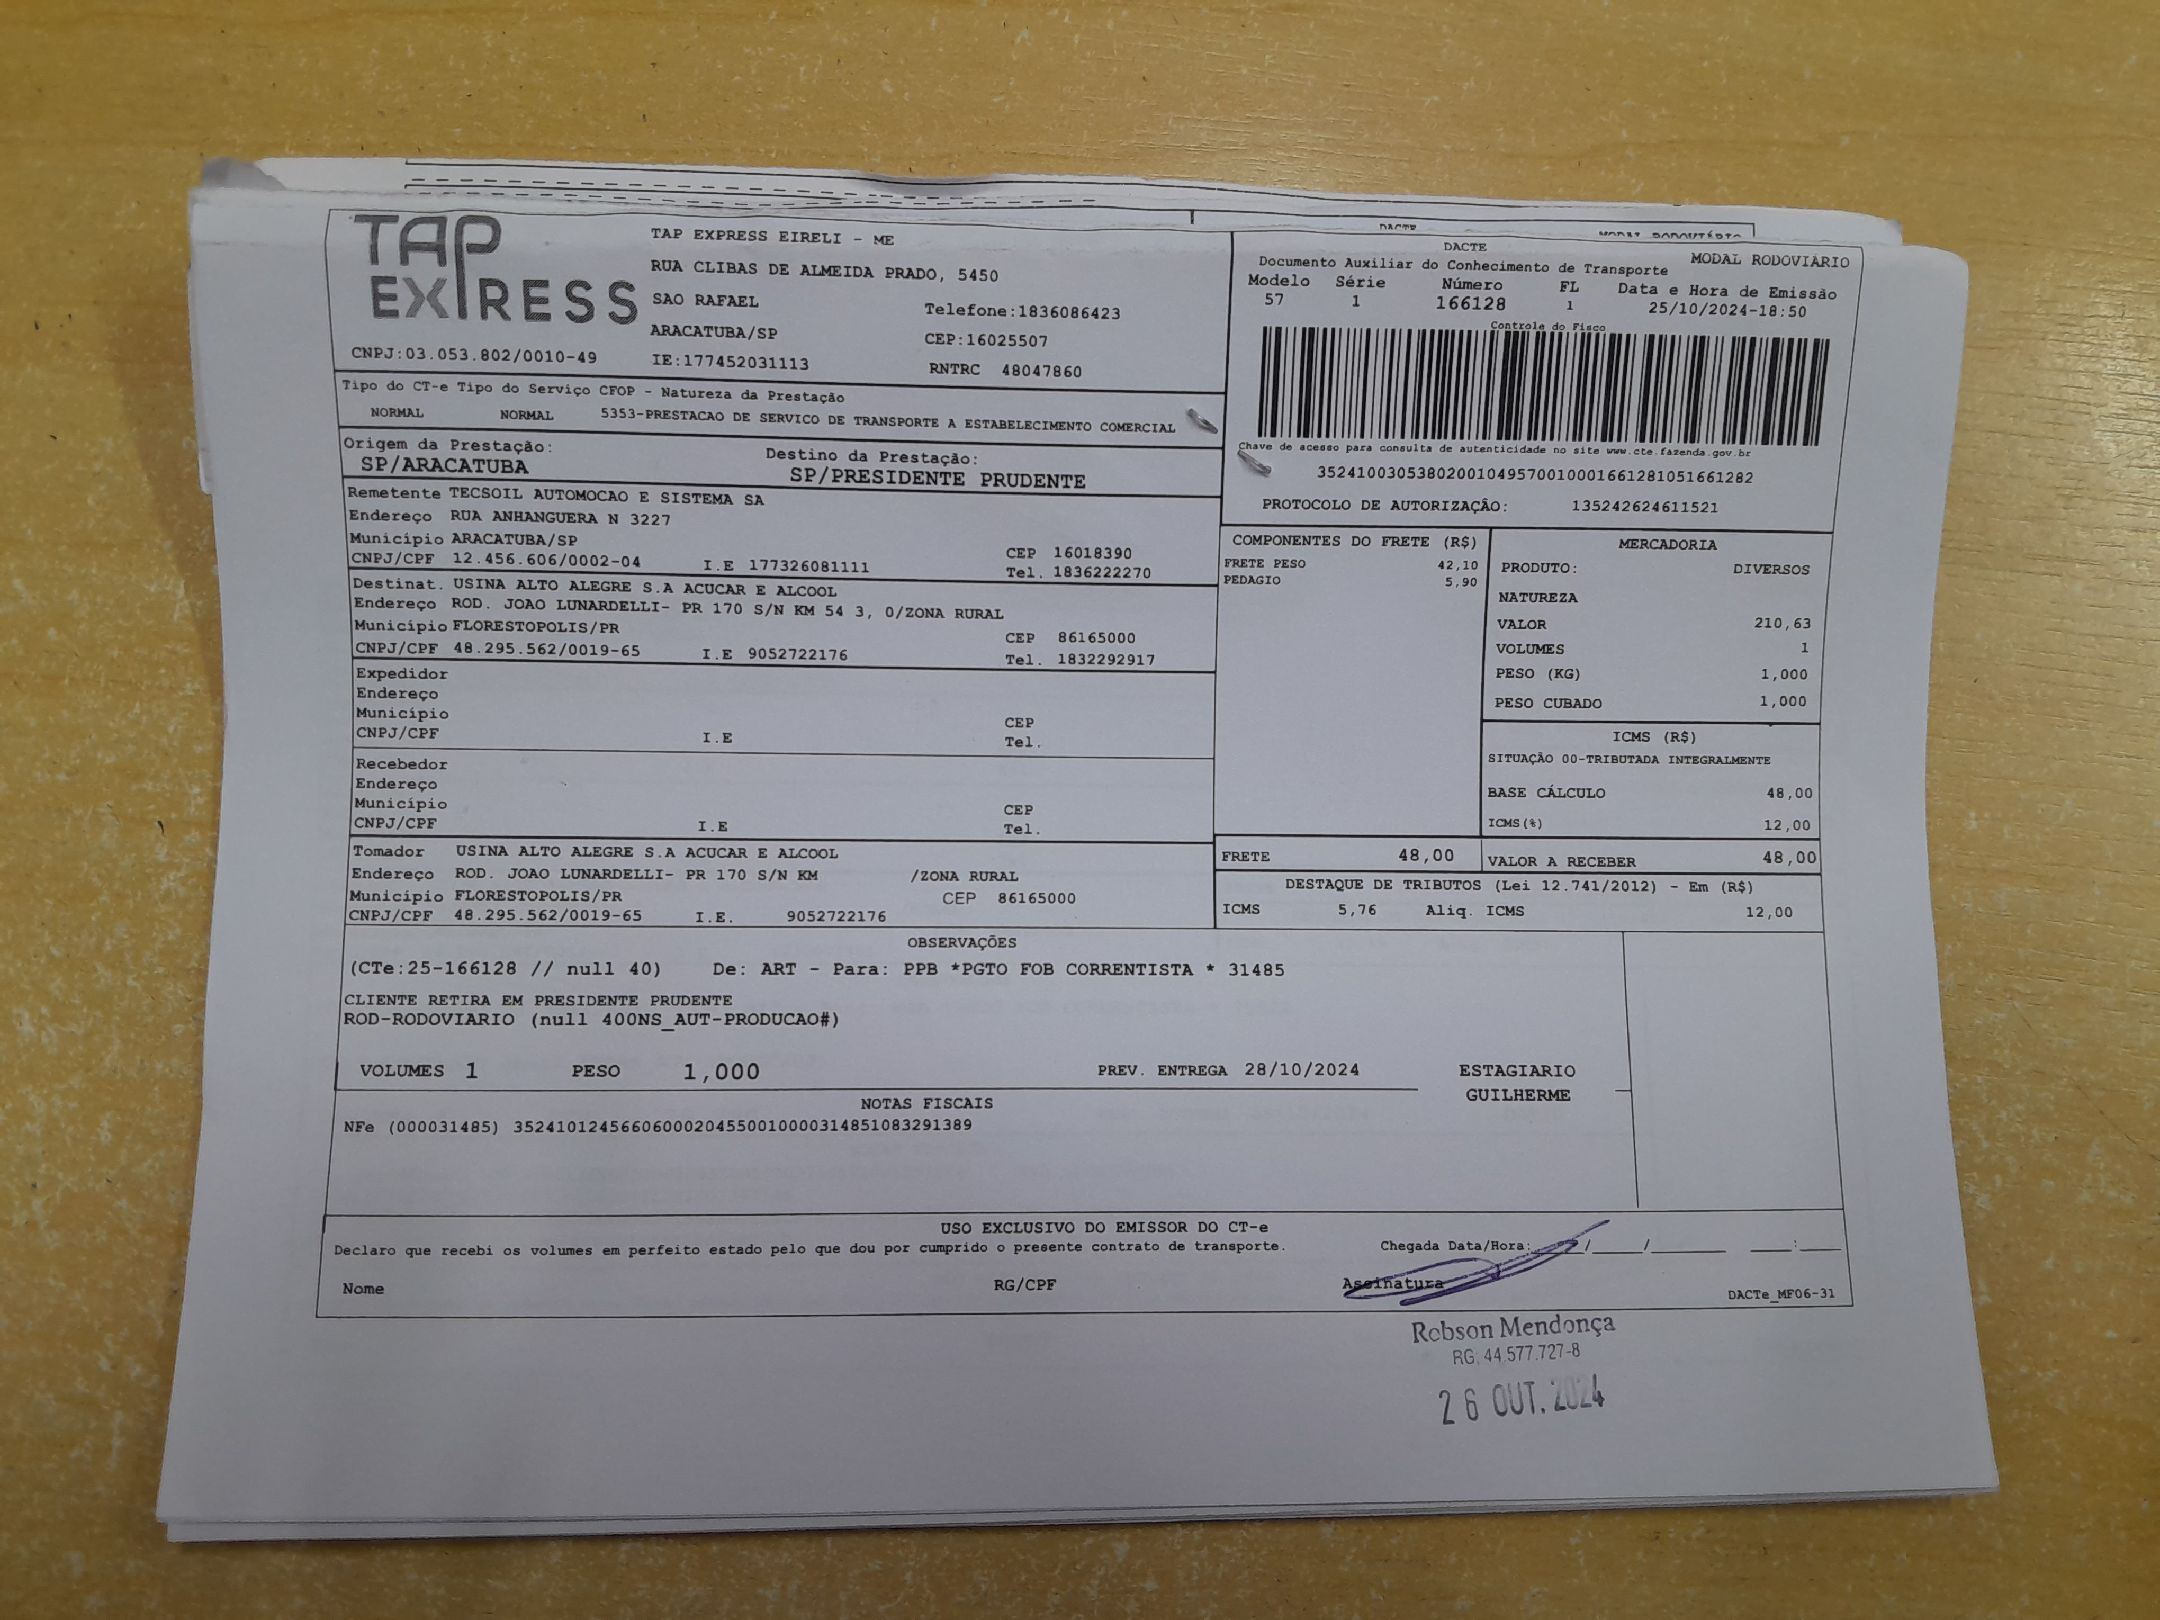 TAP
EXPRESS
TAP EXPRESS EIRELI - ME
RUA CLIBAS DE ALMEIDA PRADO, 5450
SAO RAFAEL
Telefone:1836086423
ARACATUBA/SP
CEP:16025507
CNPJ:03.053.802/0010-49
IE:177452031113
RNTRC 48047860
DACTE
MODAL RODOVIÁRIO
DACTE
Documento Auxiliar do Conhecimento de Transporte
MODAL RODOVIÁRIO
Modelo Série Número FL Data e Hora de Emissão
57 1 166128 1 25/10/2024-18:50
Controle do Fisco
Chave de acesso para consulta de autenticidade no site www.cte.fazenda.gov.br
35241003053802001049570010001661281051661282
PROTOCOLO DE AUTORIZAÇÃO: 135242624611521
Tipo do CT-e Tipo do Serviço CFOP - Natureza da Prestação
NORMAL NORMAL 5353-PRESTACAO DE SERVICO DE TRANSPORTE A ESTABELECIMENTO COMERCIAL
Origem da Prestação:
SP/ARACATUBA
Destino da Prestação:
SP/PRESIDENTE PRUDENTE
Remetente TECSOIL AUTOMOCAO E SISTEMA SA
Endereço RUA ANHANGUERA N 3227
Município ARACATUBA/SP CEP 16018390
CNPJ/CPF 12.456.606/0002-04 I.E 177326081111 Tel. 1836222270
Destinat. USINA ALTO ALEGRE S.A ACUCAR E ALCOOL
Endereço ROD. JOAO LUNARDELLI- PR 170 S/N KM 54 3, 0/ZONA RURAL
Município FLORESTOPOLIS/PR CEP 86165000
CNPJ/CPF 48.295.562/0019-65 I.E 9052722176 Tel. 1832292917
Expedidor
Endereço
Município CEP
CNPJ/CPF I.E Tel.
Recebedor
Endereço
Município CEP
CNPJ/CPF I.E Tel.
Tomador USINA ALTO ALEGRE S.A ACUCAR E ALCOOL
Endereço ROD. JOAO LUNARDELLI- PR 170 S/N KM /ZONA RURAL
Município FLORESTOPOLIS/PR CEP 86165000
CNPJ/CPF 48.295.562/0019-65 I.E. 9052722176
COMPONENTES DO FRETE (R$)
FRETE PESO 42,10
PEDAGIO 5,90
MERCADORIA
PRODUTO: DIVERSOS
NATUREZA
VALOR 210,63
VOLUMES 1
PESO (KG) 1,000
PESO CUBADO 1,000
ICMS (R$)
SITUAÇÃO 00-TRIBUTADA INTEGRALMENTE
BASE CÁLCULO 48,00
ICMS(%) 12,00
FRETE 48,00 VALOR A RECEBER 48,00
DESTAQUE DE TRIBUTOS (Lei 12.741/2012) - Em (R$)
ICMS 5,76 Aliq. ICMS 12,00
OBSERVAÇÕES
(CTe:25-166128 // null 40) De: ART - Para: PPB *PGTO FOB CORRENTISTA * 31485
CLIENTE RETIRA EM PRESIDENTE PRUDENTE
ROD-RODOVIARIO (null 400NS_AUT-PRODUCAO#)
VOLUMES 1 PESO 1,000 PREV. ENTREGA 28/10/2024 ESTAGIARIO
GUILHERME
NOTAS FISCAIS
NFe (000031485) 35241012456606000204550010000314851083291389
USO EXCLUSIVO DO EMISSOR DO CT-e
Declaro que recebi os volumes em perfeito estado pelo que dou por cumprido o presente contrato de transporte. Chegada Data/Hora: / / :
Nome RG/CPF Assinatura
DACTe_MF06-31
Robson Mendonça
RG: 44.577.727-8
26 OUT. 2024